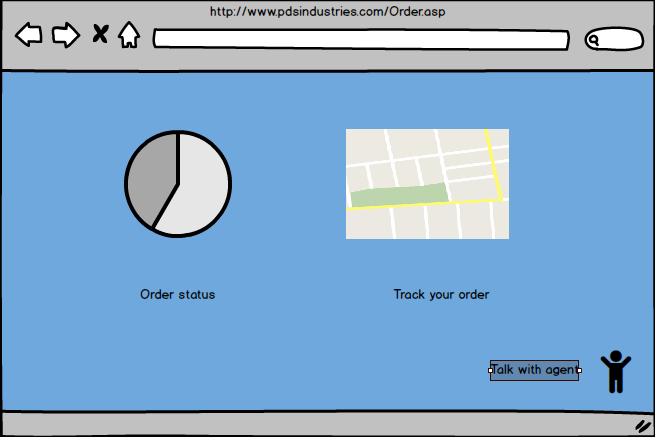 http://www.pdsindustries.com/Order.asp
Order status
Track your order
Talk with agent